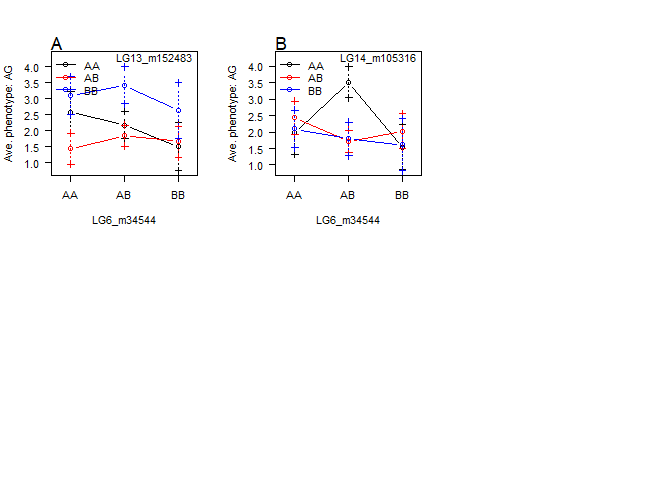 A
LG13_m152483
AA
AB
BB
4.0
3.5
3.0
2.5
2.0
1.5
1.0
Ave. phenotype: AG
AA AB BB
LG6_m34544
B
LG14_m105316
AA
AB
BB
4.0
3.5
3.0
2.5
2.0
1.5
1.0
Ave. phenotype: AG
AA AB BB
LG6_m34544